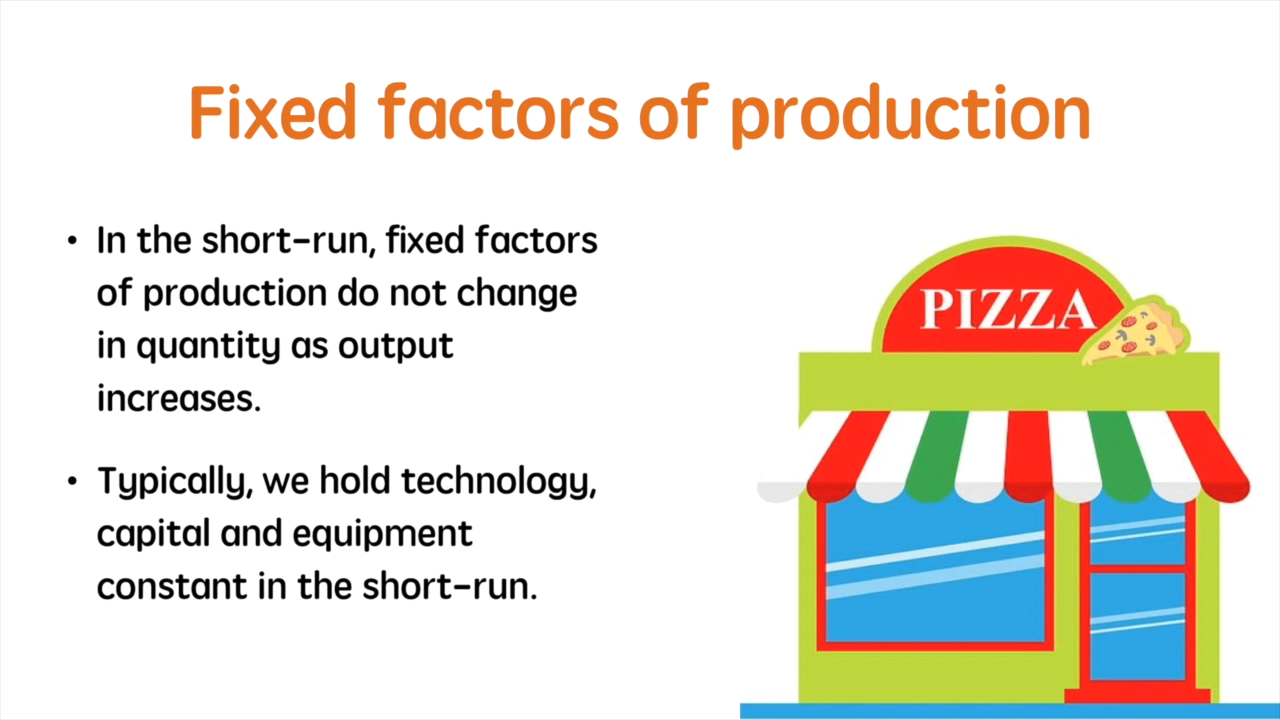 Fixed factors of production
• In the short-run, fixed factors
of production do not change
in quantity as output
increases.
• Typically, we hold technology,
capital and equipment
constant in the short-run.
PIZZA